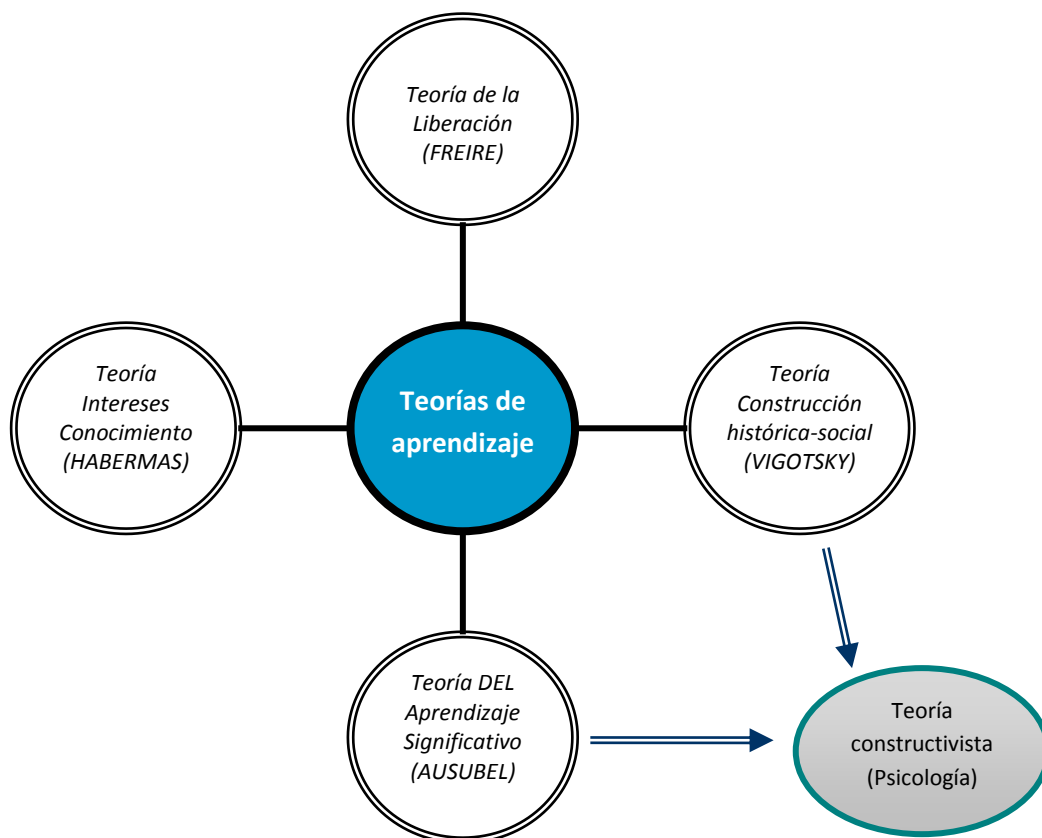 Teoría de la
Liberación
(FREIRE)
Teoría
Intereses
Conocimiento
(HABERMAS)
Teorías de
aprendizaje
Teoría
Construcción
histórica-social
(VIGOTSKY)
Teoría DEL
Aprendizaje
Significativo
(AUSUBEL)
Teoría
constructivista
(Psicología)